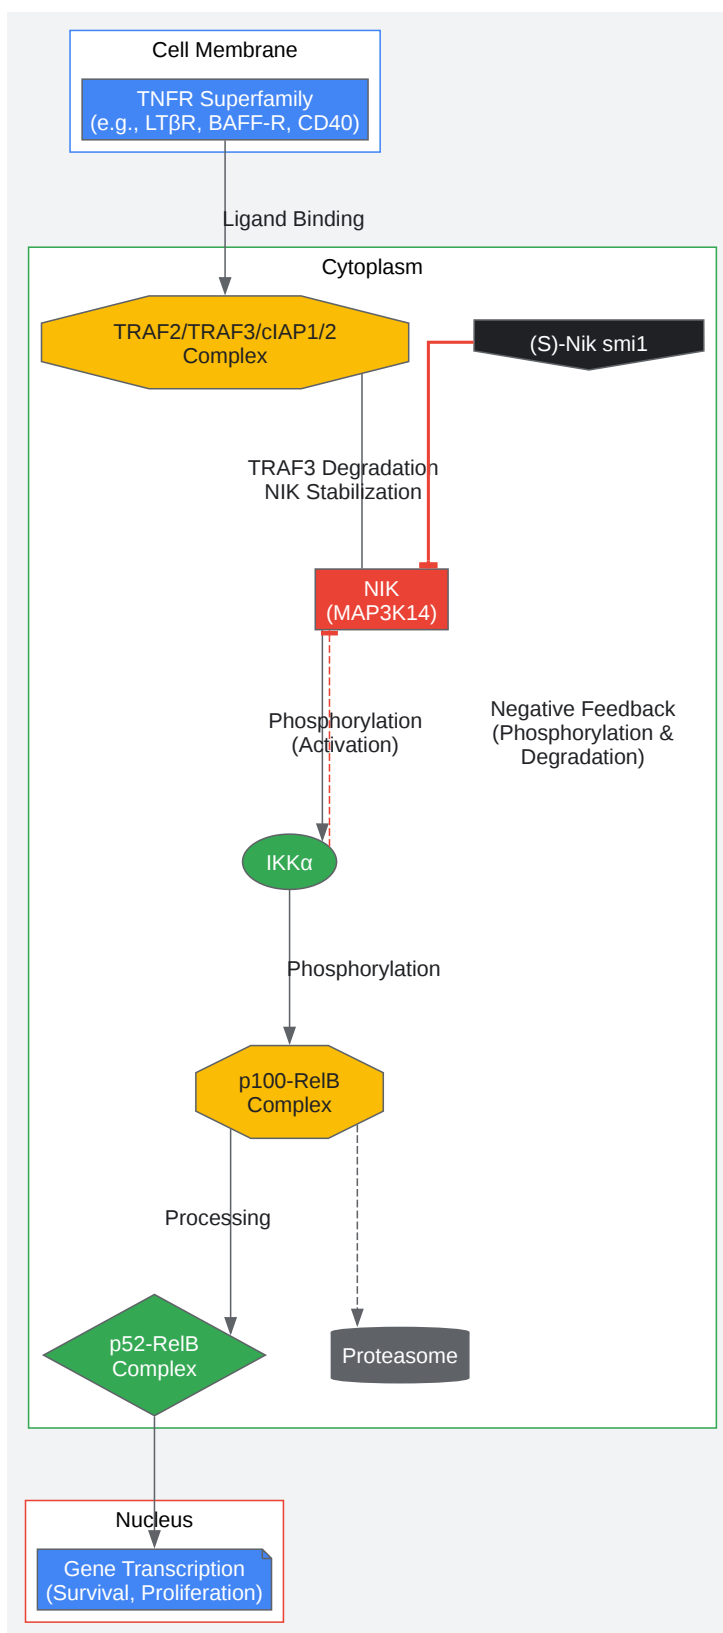 Cell Membrane
TNFR Superfamily
(e.g., LTβR, BAFF-R, CD40)
Ligand Binding
Cytoplasm
TRAF2/TRAF3/cIAP1/2
Complex
(S)-Nik smi1
TRAF3 Degradation
NIK Stabilization
NIK
(MAP3K14)
Phosphorylation
(Activation)
Negative Feedback
(Phosphorylation &
Degradation)
IKKα
Phosphorylation
p100-RelB
Complex
Processing
p52-RelB
Complex
Proteasome
Nucleus
Gene Transcription
(Survival, Proliferation)